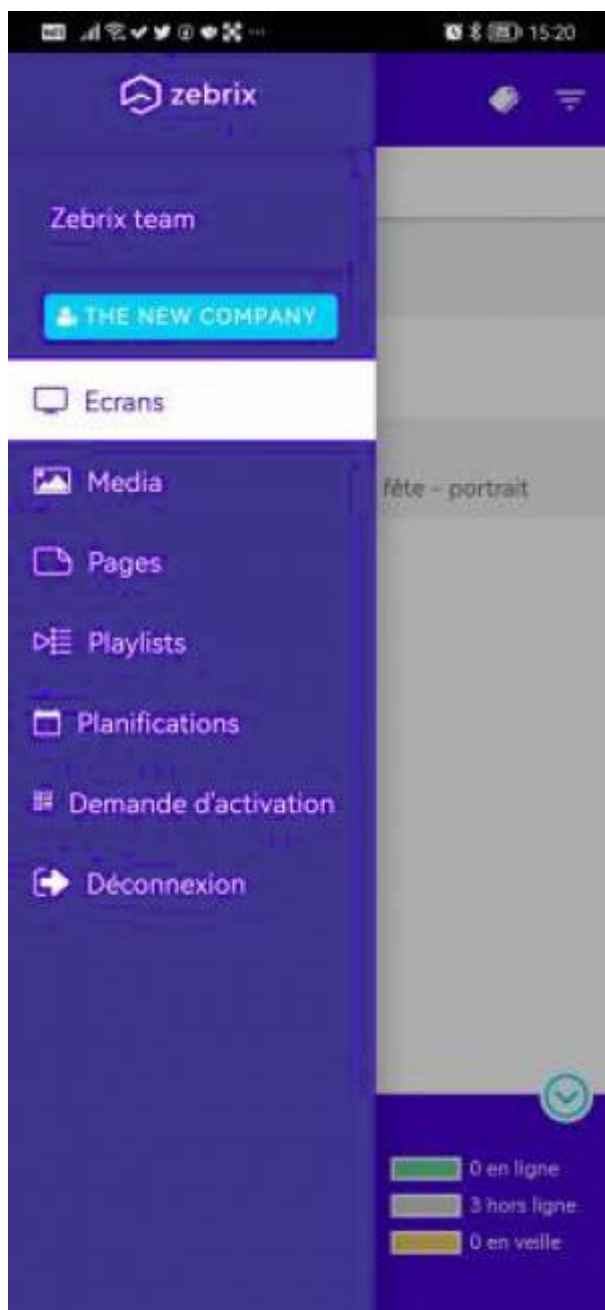 15:20
zebrix
Zebrix team
THE NEW COMPANY
Ecrans
Media
fête - portrait
Pages
Playlists
Planifications
Demande d'activation
Déconnexion
0 en ligne
3 hors ligne
0 en veille